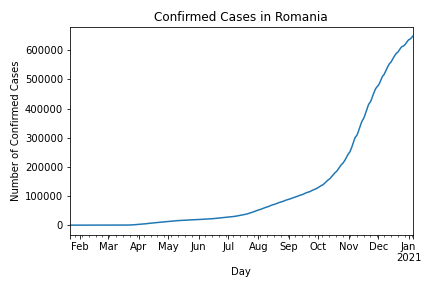 Confirmed Cases in Romania
Number of Confirmed Cases
600000
500000
400000
300000
200000
100000
0
Feb Mar Apr May Jun Jul Aug Sep Oct Nov Dec Jan
2021
Day